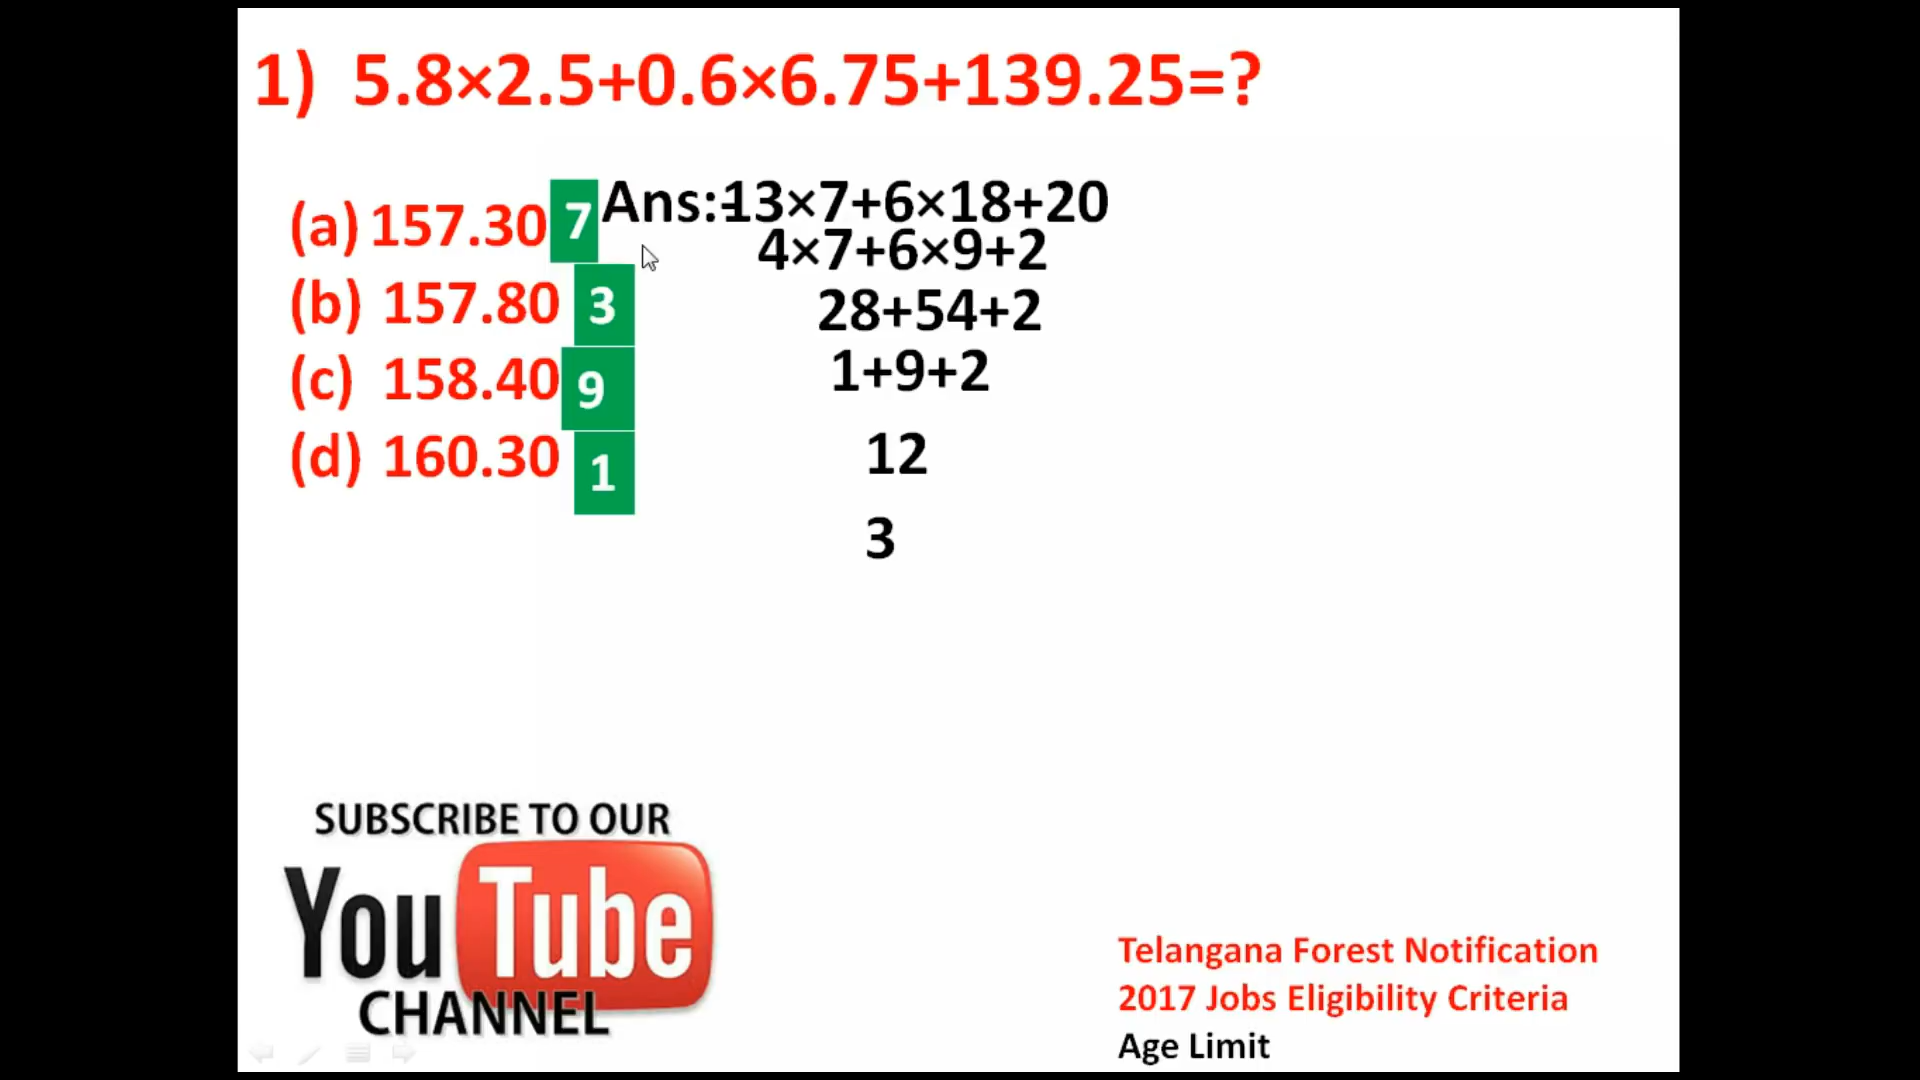 1) 5.8×2.5+0.6×6.75+139.25=?
(a) 157.30 7
(b) 157.80 3
(c) 158.40 9
(d) 160.30 1
Ans:-13×7+6×18+20
4×7+6×9+2
28+54+2
1+9+2
12
3
SUBSCRIBE TO OUR
YouTube
CHANNEL
Telangana Forest Notification
2017 Jobs Eligibility Criteria
Age Limit